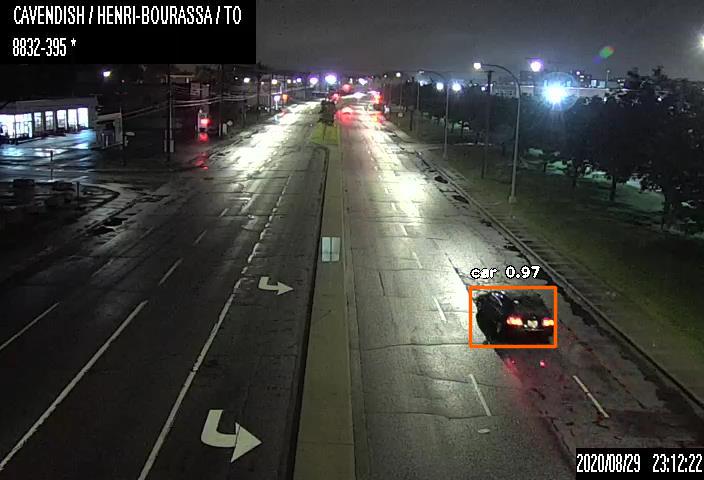 CAVENDISH / HENRI-BOURASSA / TO
8832-395 *
car 0.97
2020/08/29 23:12:22